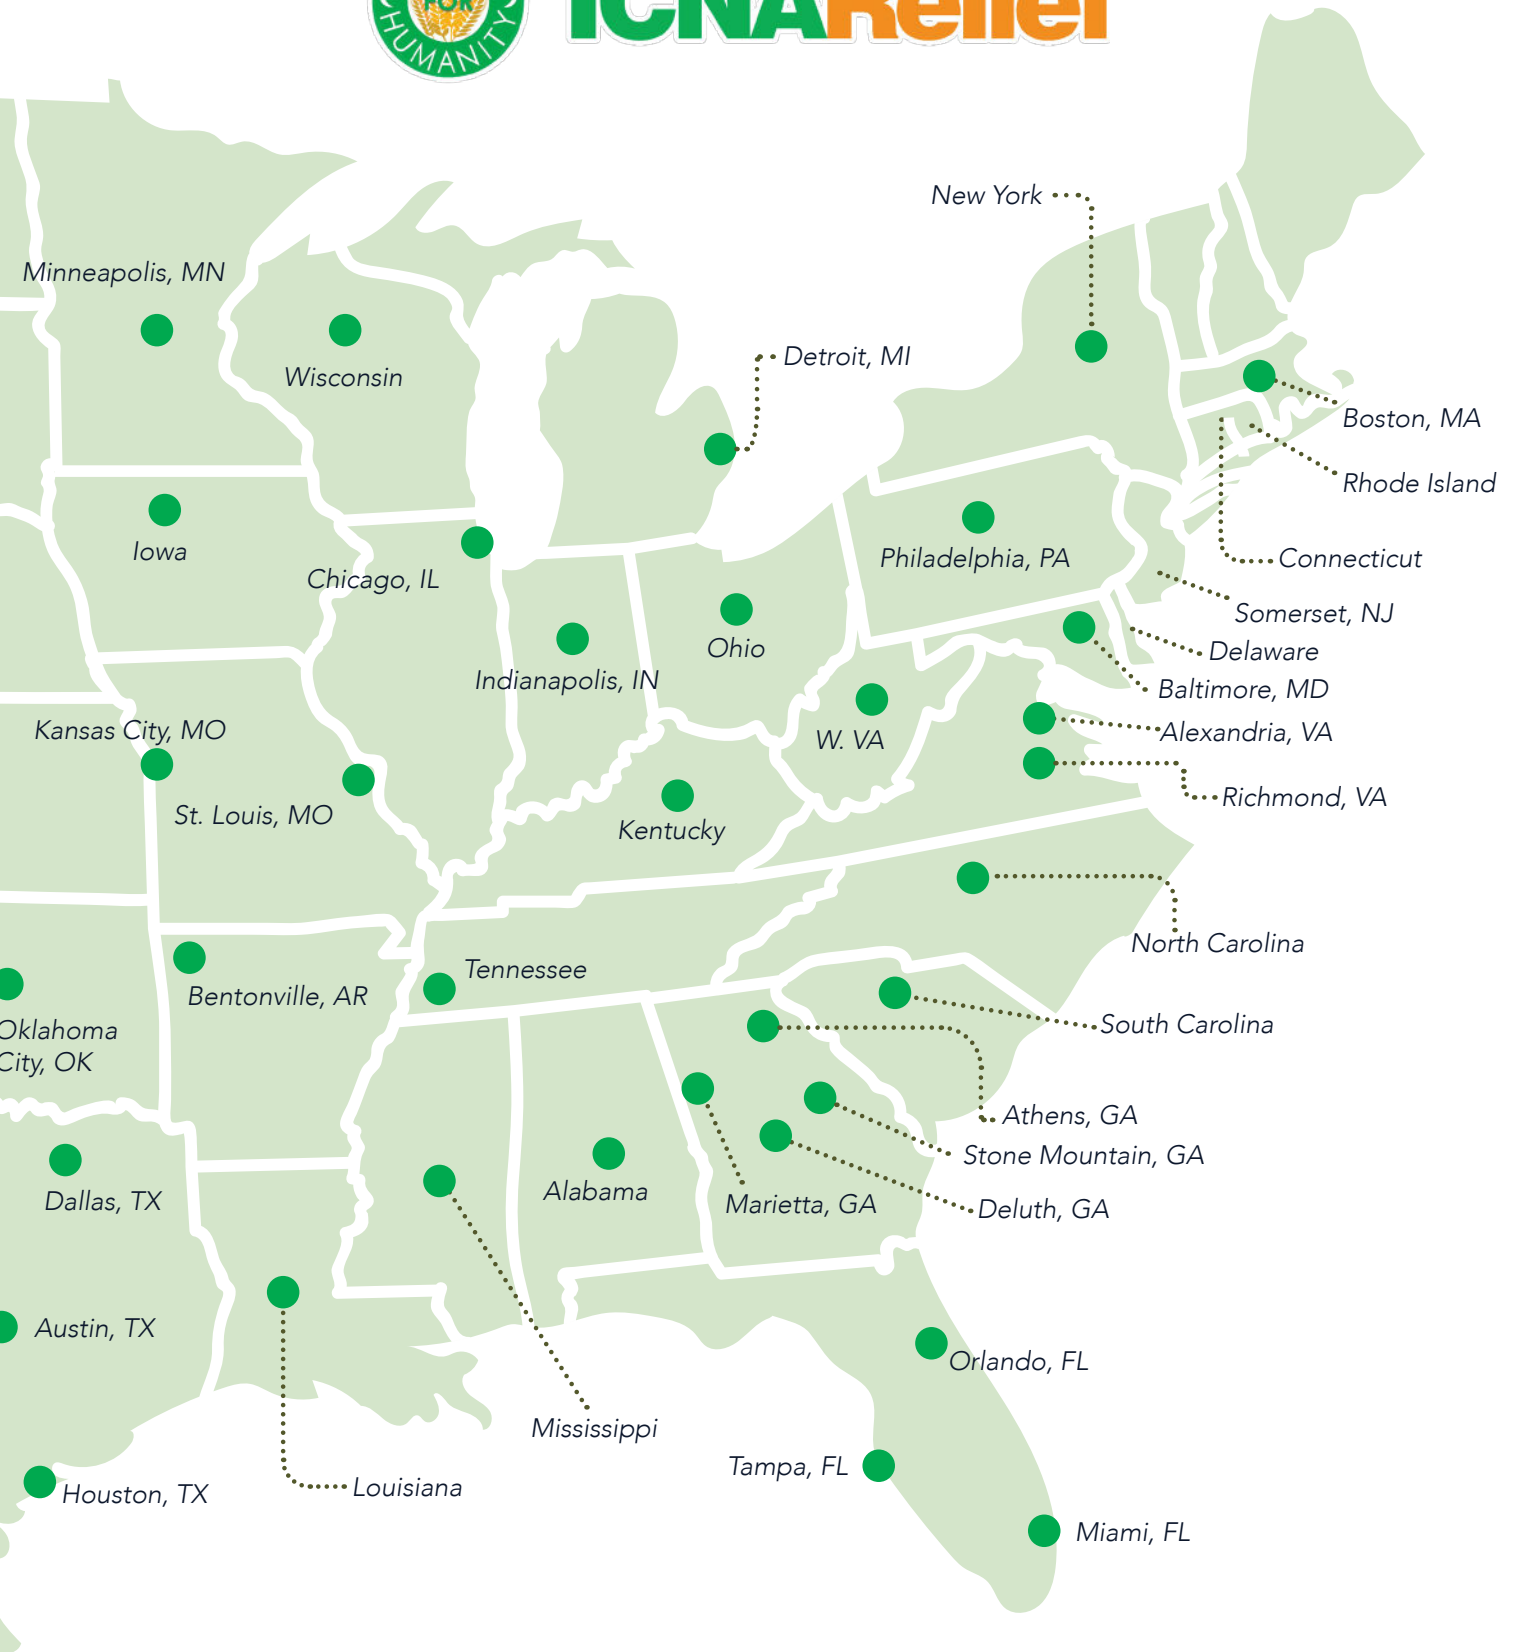 FOR
HUMANITY
ICNARelief
New York
Minneapolis, MN
Wisconsin
Detroit, MI
Boston, MA
Rhode Island
Iowa
Chicago, IL
Philadelphia, PA
Connecticut
Somerset, NJ
Ohio
Delaware
Indianapolis, IN
Baltimore, MD
Kansas City, MO
W. VA
Alexandria, VA
Richmond, VA
St. Louis, MO
Kentucky
North Carolina
Tennessee
Bentonville, AR
Oklahoma
City, OK
South Carolina
Athens, GA
Stone Mountain, GA
Dallas, TX
Alabama
Marietta, GA
Deluth, GA
Austin, TX
Orlando, FL
Mississippi
Tampa, FL
Louisiana
Houston, TX
Miami, FL